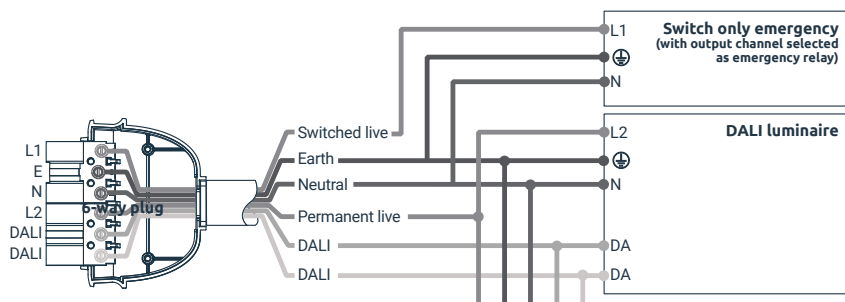 L1
Switch only emergency
(with output channel selected
as emergency relay)
N
L2
DALI luminaire
N
DA
DA
Switched live
Earth
Neutral
Permanent live
DALI
DALI
L1
E
N
L2
DALI
DALI
6-way plug